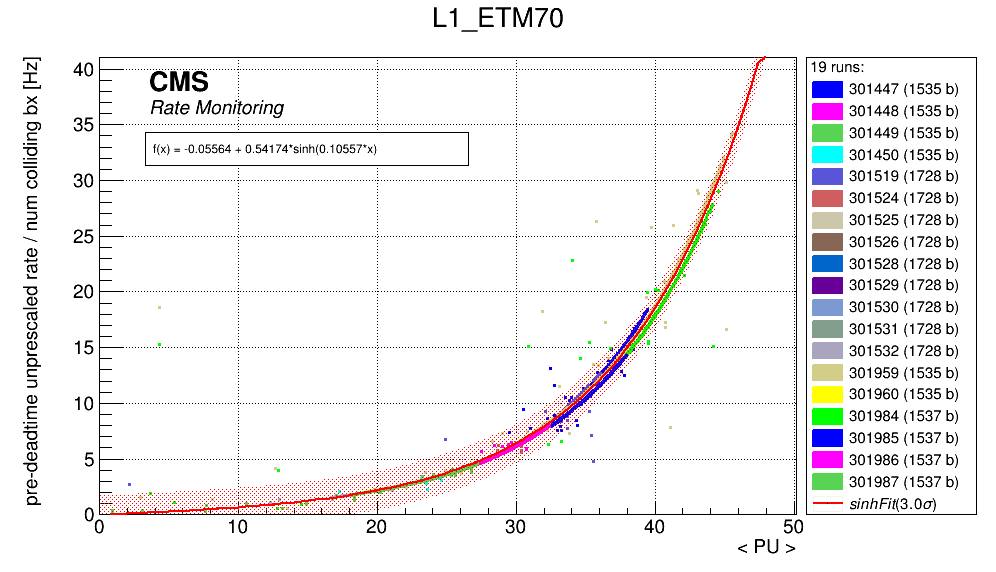 L1_ETM70
pre-deadtime unprescaled rate / num colliding bx [Hz]
40
35
30
25
20
15
10
5
0
CMS
Rate Monitoring
f(x) = -0.05564 + 0.54174*sinh(0.10557*x)
0 10 20 30 40 50
< PU >
19 runs:
301447 (1535 b)
301448 (1535 b)
301449 (1535 b)
301450 (1535 b)
301519 (1728 b)
301524 (1728 b)
301525 (1728 b)
301526 (1728 b)
301528 (1728 b)
301529 (1728 b)
301530 (1728 b)
301531 (1728 b)
301532 (1728 b)
301959 (1535 b)
301960 (1535 b)
301984 (1537 b)
301985 (1537 b)
301986 (1537 b)
301987 (1537 b)
sinhFit(3.0σ)